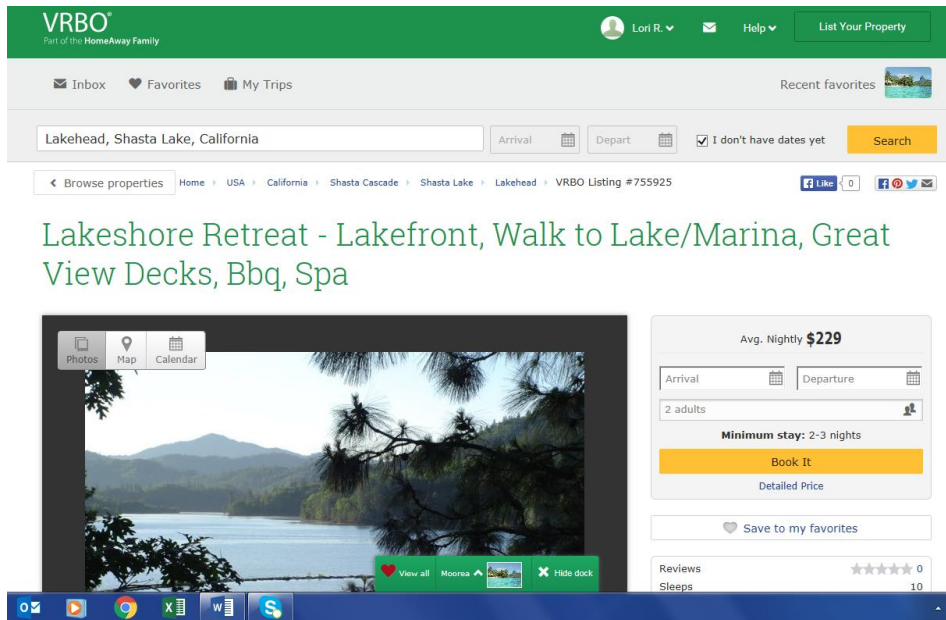 VRBO®
Part of the HomeAway Family
Lori R.
Help
List Your Property
Inbox
Favorites
My Trips
Recent favorites
Lakehead, Shasta Lake, California
Arrival
Depart
I don't have dates yet
Search
Browse properties
Home › USA › California › Shasta Cascade › Shasta Lake › Lakehead › VRBO Listing #755925
Like
0
Lakeshore Retreat - Lakefront, Walk to Lake/Marina, Great
View Decks, Bbq, Spa
Photos
Map
Calendar
Avg. Nightly $229
Arrival
Departure
2 adults
Minimum stay: 2-3 nights
Book It
Detailed Price
Save to my favorites
View all
Moorea
Hide dock
Reviews 0
Sleeps 10